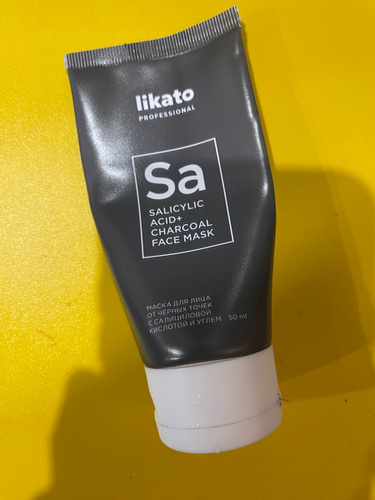 likato
PROFESSIONAL
Sa
SALICYLIC
ACID+
CHARCOAL
FACE MASK
МАСКА ДЛЯ ЛИЦА
ОТ ЧЕРНЫХ ТОЧЕК
С САЛИЦИЛОВОЙ
КИСЛОТОЙ И УГЛЕМ 50 ml